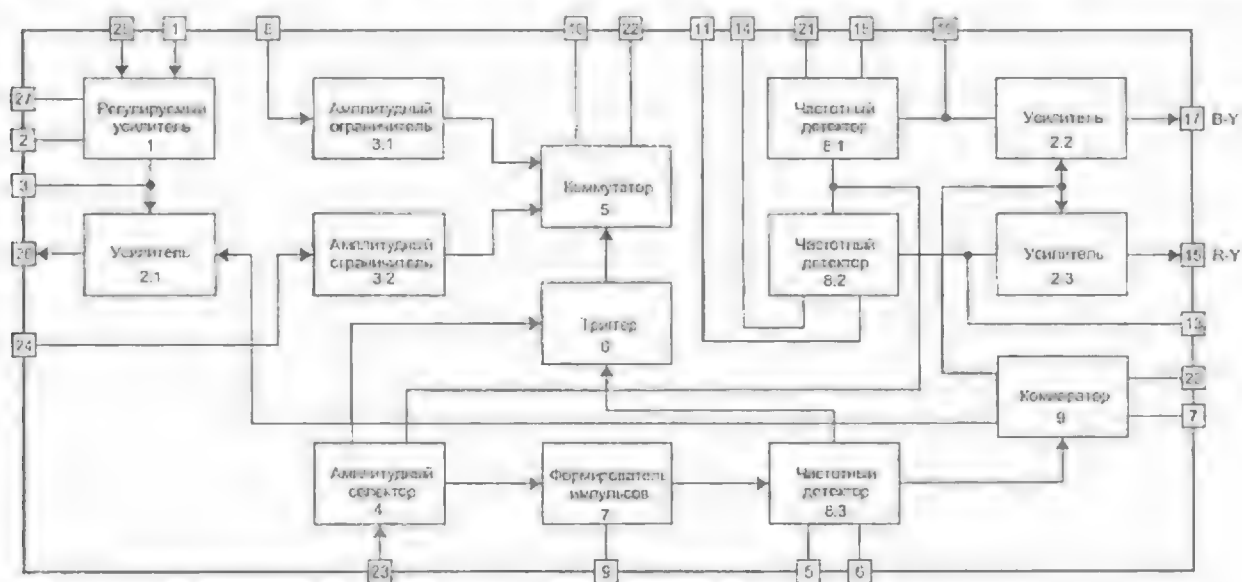 1
8
10
22
11
14
21
27
Регулируемый
усилитель
1
Амплитудный
ограничитель
3.1
Частотный
детектор
8.1
Усилитель
2.2
17
B-Y
2
3
Коммутатор
5
26
Усилитель
2.1
Амплитудный
ограничитель
3.2
Частотный
детектор
8.2
Усилитель
2.3
15
R-Y
24
Триггер
6
13
Компаратор
9
7
Амплитудный
селектор
4
Формирователь
импульсов
7
Частотный
детектор
8.3
23
9
5
6